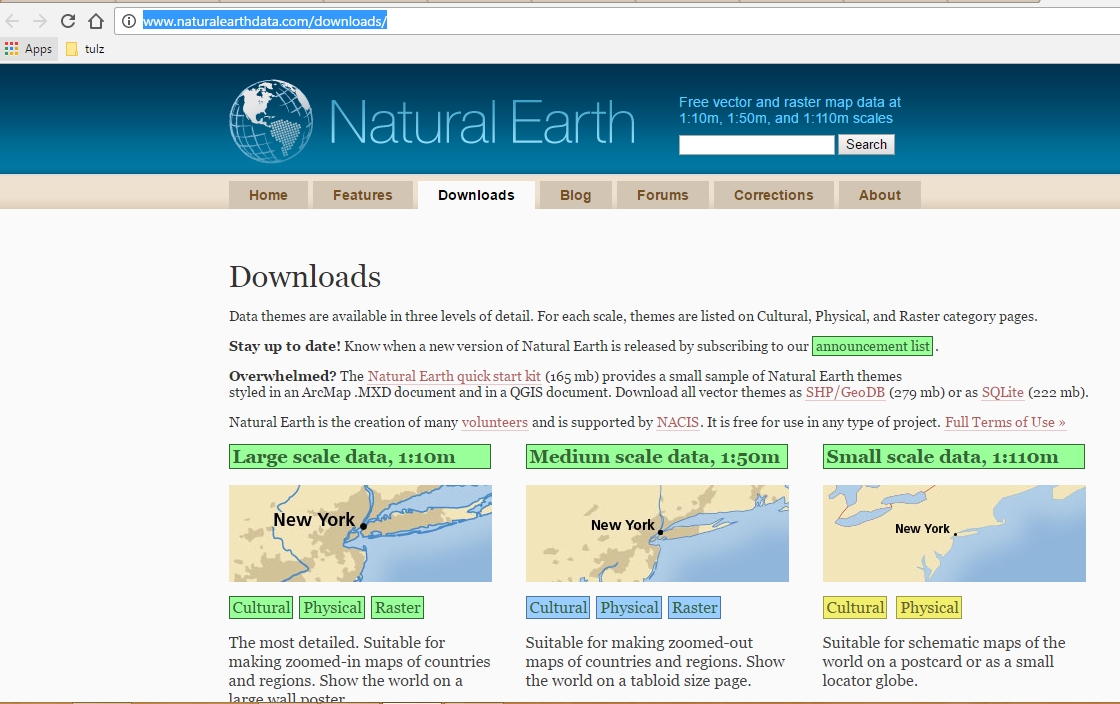 www.naturalearthdata.com/downloads/
Apps tulz
Natural Earth
Free vector and raster map data at
1:10m, 1:50m, and 1:110m scales
Search
Home Features Downloads Blog Forums Corrections About
Downloads
Data themes are available in three levels of detail. For each scale, themes are listed on Cultural, Physical, and Raster category pages.
Stay up to date! Know when a new version of Natural Earth is released by subscribing to our announcement list .
Overwhelmed? The Natural Earth quick start kit (165 mb) provides a small sample of Natural Earth themes
styled in an ArcMap .MXD document and in a QGIS document. Download all vector themes as SHP/GeoDB (279 mb) or as SQLite (222 mb).
Natural Earth is the creation of many volunteers and is supported by NACIS. It is free for use in any type of project. Full Terms of Use »
Large scale data, 1:10m
New York
Cultural Physical Raster
The most detailed. Suitable for
making zoomed-in maps of countries
and regions. Show the world on a
large wall poster.
Medium scale data, 1:50m
New York
Cultural Physical Raster
Suitable for making zoomed-out
maps of countries and regions. Show
the world on a tabloid size page.
Small scale data, 1:110m
New York
Cultural Physical
Suitable for schematic maps of the
world on a postcard or as a small
locator globe.